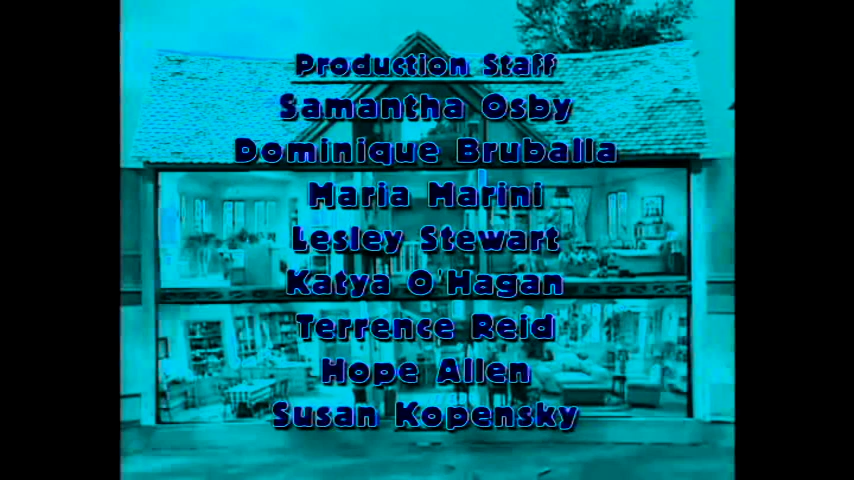 Production Staff
Samantha Osby
Dominique Bruballa
Maria Marini
Lesley Stewart
Katya O'Hagan
Terrence Reid
Hope Allen
Susan Kopensky